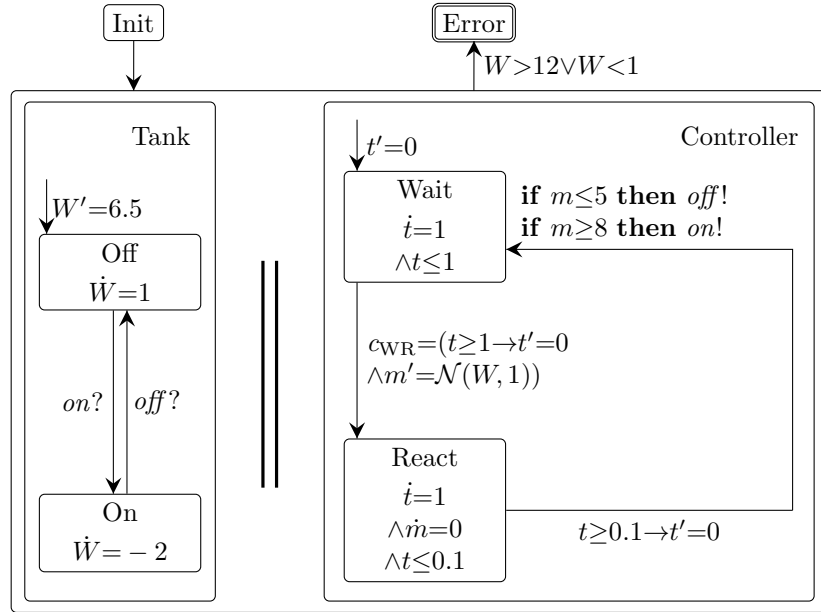 Init
Error
W>12∨W<1
Tank
W′=6.5
Off
Ẇ=1
on?
off?
On
Ẇ=−2
Controller
t′=0
Wait
ṫ=1
∧t≤1
if m≤5 then off!
if m≥8 then on!
c_WR=(t≥1→t′=0
∧m′=𝒩(W, 1))
React
ṫ=1
∧ṁ=0
∧t≤0.1
t≥0.1→t′=0